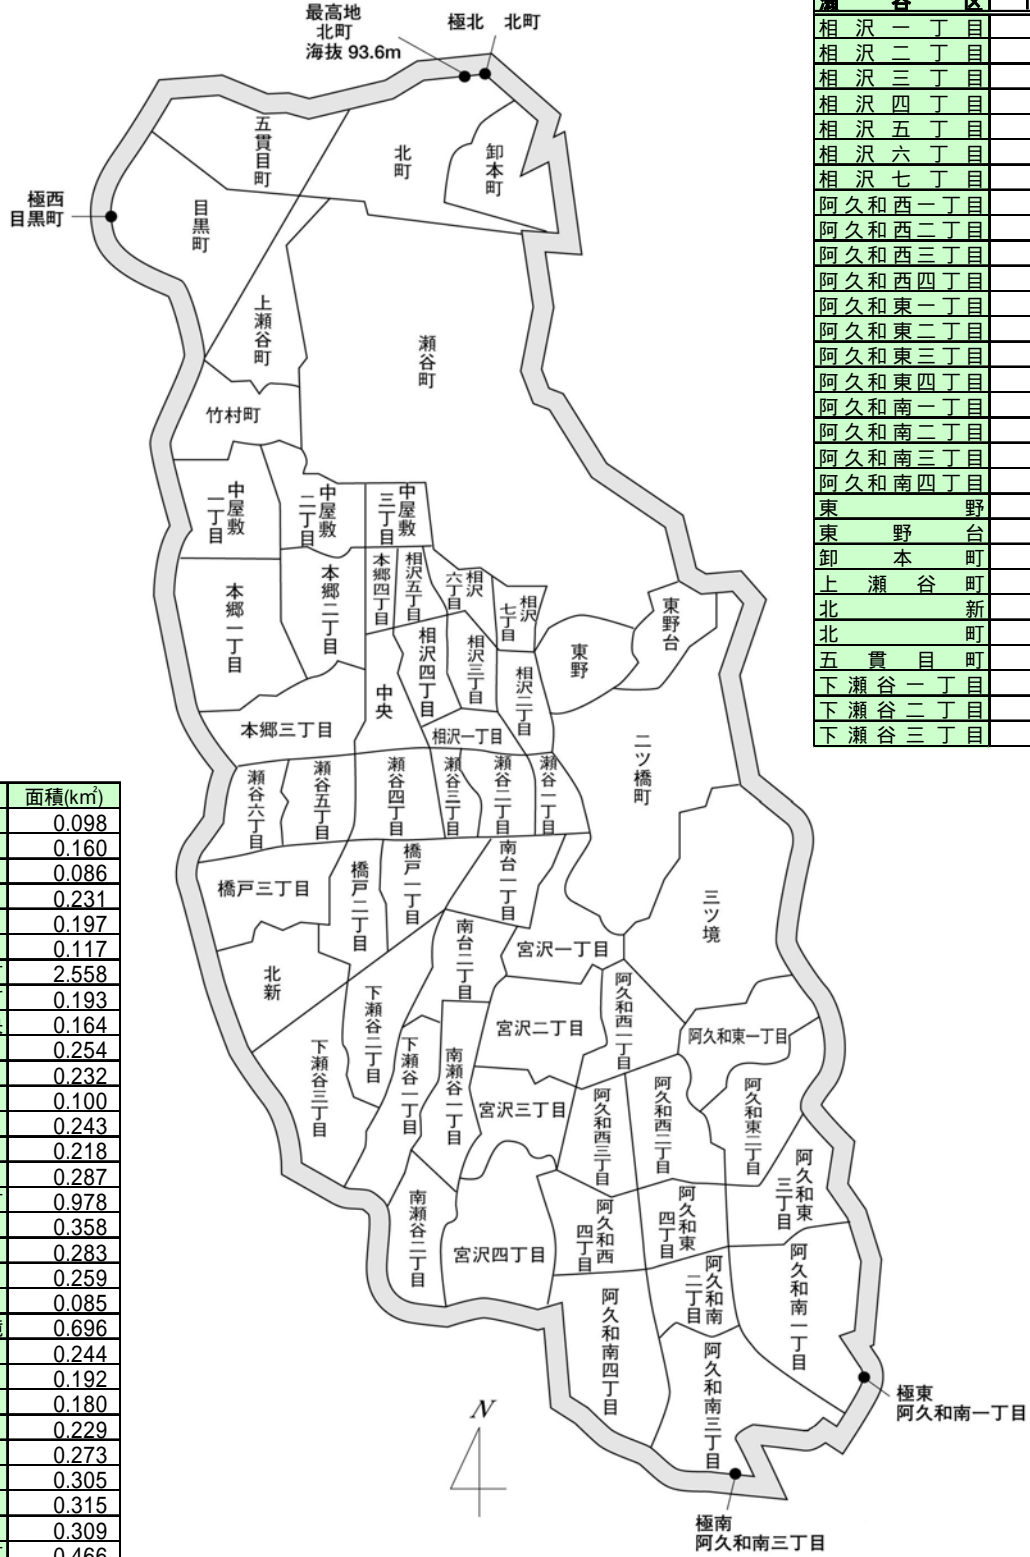 最高地
北町
海抜 93.6m
極北 北町
極西
目黒町
五貫目町
北町
卸本町
目黒町
上瀬谷町
瀬谷町
竹村町
中屋敷一丁目
中屋敷二丁目
中屋敷三丁目
本郷一丁目
本郷二丁目
本郷四丁目
相沢五丁目
相沢六丁目
相沢七丁目
相沢四丁目
相沢三丁目
相沢二丁目
東野
東野台
中央
本郷三丁目
相沢一丁目
二ツ橋町
瀬谷六丁目
瀬谷五丁目
瀬谷四丁目
瀬谷三丁目
瀬谷二丁目
瀬谷一丁目
橋戸三丁目
橋戸二丁目
橋戸一丁目
南台一丁目
三ツ境
南台二丁目
宮沢一丁目
北新
下瀬谷二丁目
宮沢二丁目
阿久和西一丁目
阿久和東一丁目
下瀬谷三丁目
下瀬谷一丁目
南瀬谷一丁目
宮沢三丁目
阿久和西三丁目
阿久和西二丁目
阿久和東二丁目
阿久和東三丁目
南瀬谷二丁目
宮沢四丁目
阿久和西四丁目
阿久和東四丁目
阿久和南二丁目
阿久和南一丁目
阿久和南四丁目
阿久和南三丁目
極東
阿久和南一丁目
極南
阿久和南三丁目
N
瀬谷区
相沢一丁目
相沢二丁目
相沢三丁目
相沢四丁目
相沢五丁目
相沢六丁目
相沢七丁目
阿久和西一丁目
阿久和西二丁目
阿久和西三丁目
阿久和西四丁目
阿久和東一丁目
阿久和東二丁目
阿久和東三丁目
阿久和東四丁目
阿久和南一丁目
阿久和南二丁目
阿久和南三丁目
阿久和南四丁目
東野
東野台
卸本町
上瀬谷町
北新
北町
五貫目町
下瀬谷一丁目
下瀬谷二丁目
下瀬谷三丁目
面積(k㎡)
0.098
0.160
0.086
0.231
0.197
0.117
2.558
0.193
0.164
0.254
0.232
0.100
0.243
0.218
0.287
0.978
0.358
0.283
0.259
0.085
0.696
0.244
0.192
0.180
0.229
0.273
0.305
0.315
0.309
0.466